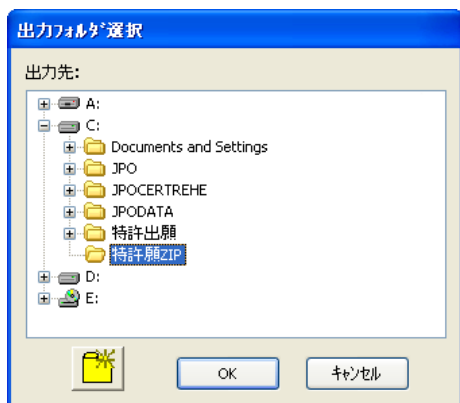 出力ﾌｫﾙﾀﾞ選択
出力先:
A:
C:
Documents and Settings
JPO
JPOCERTREHE
JPODATA
特許出願
特許願ZIP
D:
E:
OK
ｷｬﾝｾﾙ